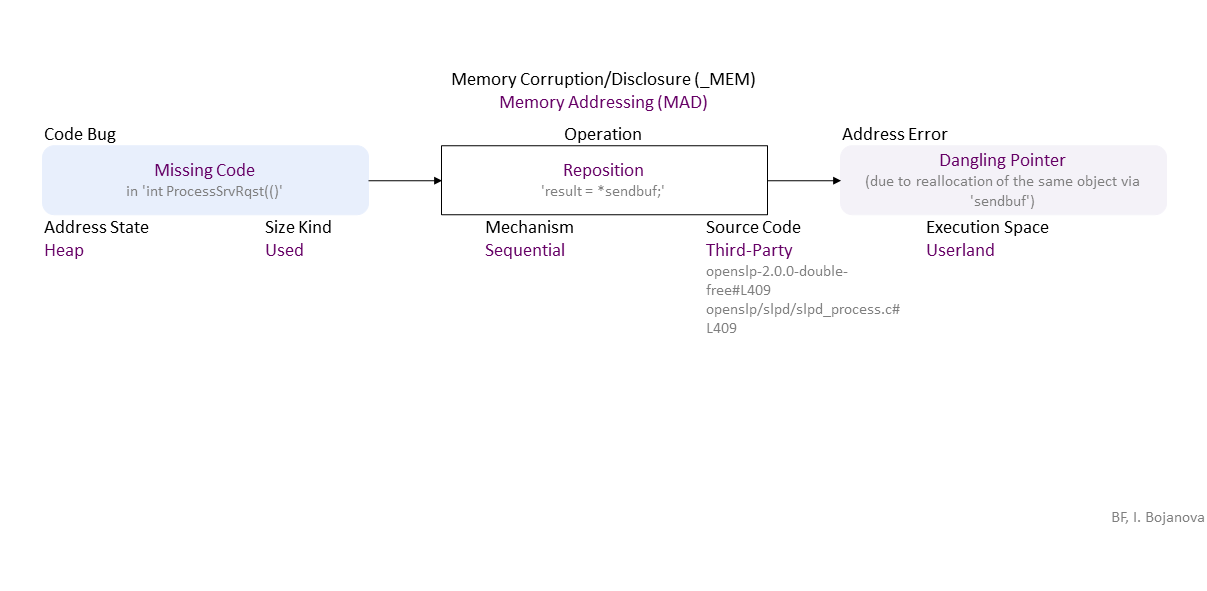 Memory Corruption/Disclosure (_MEM)
Memory Addressing (MAD)
Code Bug
Operation
Address Error
Missing Code
in 'int ProcessSrvRqst(()'
Reposition
'result = *sendbuf;'
Dangling Pointer
(due to reallocation of the same object via
'sendbuf')
Address State
Size Kind
Mechanism
Source Code
Execution Space
Heap
Used
Sequential
Third-Party
Userland
openslp-2.0.0-double-
free#L409
openslp/slpd/slpd_process.c#
L409
BF, I. Bojanova